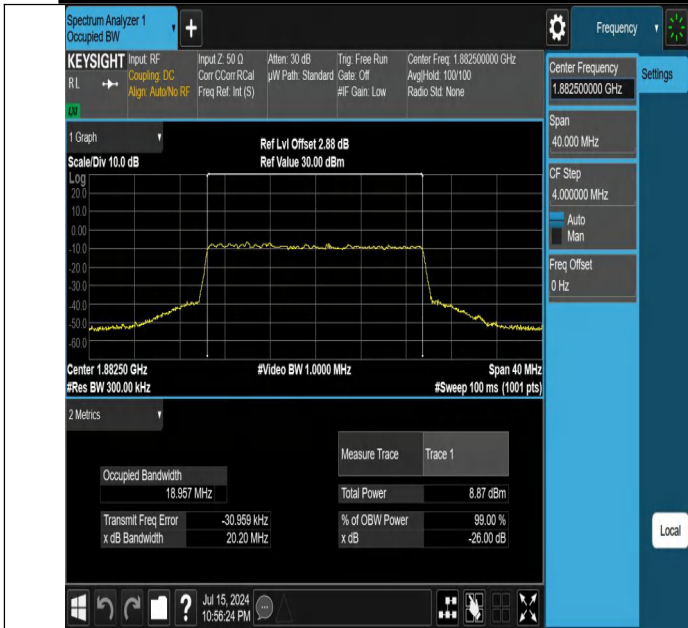 Spectrum Analyzer 1
Occupied BW
+
Frequency
KEYSIGHT
RL
LXI
Input: RF
Coupling: DC
Align: Auto/No RF
Input Z: 50 Ω
Corr CCorr RCal
Freq Ref: Int (S)
Atten: 30 dB
µW Path: Standard
Trig: Free Run
Gate: Off
#IF Gain: Low
Center Freq: 1.882500000 GHz
Avg|Hold: 100/100
Radio Std: None
Center Frequency
1.882500000 GHz
Settings
Span
40.000 MHz
CF Step
4.000000 MHz
Auto
Man
Freq Offset
0 Hz
Local
1 Graph
Scale/Div 10.0 dB
Ref Lvl Offset 2.88 dB
Ref Value 30.00 dBm
Log
20.0
10.0
0.00
-10.0
-20.0
-30.0
-40.0
-50.0
-60.0
Center 1.88250 GHz
#Video BW 1.0000 MHz
Span 40 MHz
#Res BW 300.00 kHz
#Sweep 100 ms (1001 pts)
2 Metrics
Measure Trace
Trace 1
Occupied Bandwidth
18.957 MHz
Total Power
8.87 dBm
Transmit Freq Error
-30.959 kHz
% of OBW Power
99.00 %
x dB Bandwidth
20.20 MHz
x dB
-26.00 dB
?
Jul 15, 2024
10:56:24 PM